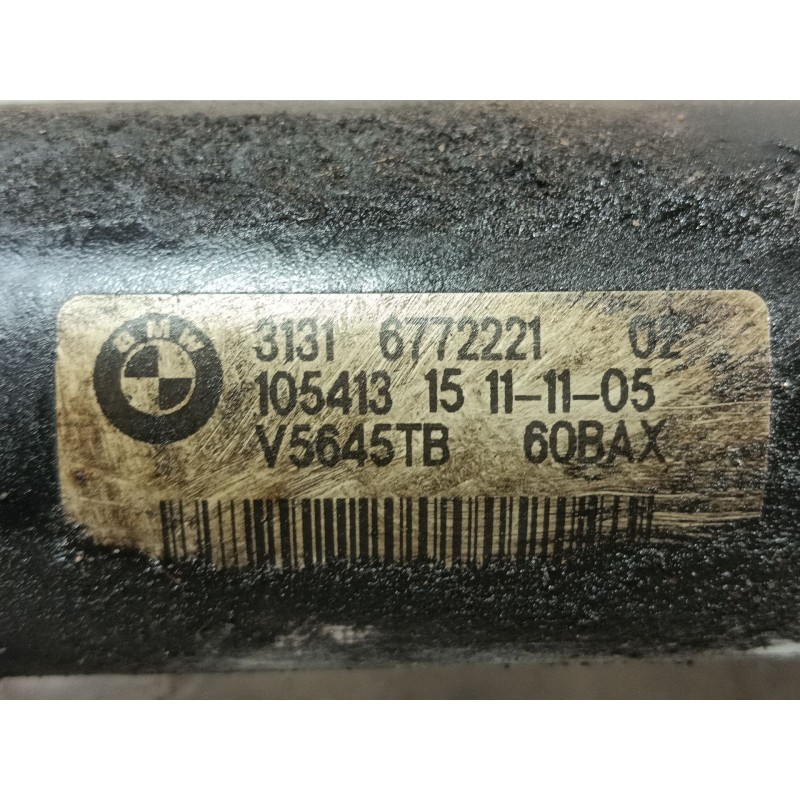 BMW
3131 6772221 02
105413 15 11-11-05
V5645TB 60BAX